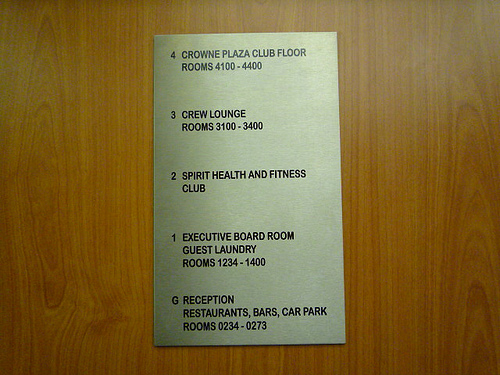 4 CROWNE PLAZA CLUB FLOOR
ROOMS 4100 - 4400
3 CREW LOUNGE
ROOMS 3100 - 3400
2 SPIRIT HEALTH AND FITNESS
CLUB
1 EXECUTIVE BOARD ROOM
GUEST LAUNDRY
ROOMS 1234 - 1400
G RECEPTION
RESTAURANTS, BARS, CAR PARK
ROOMS 0234 - 0273